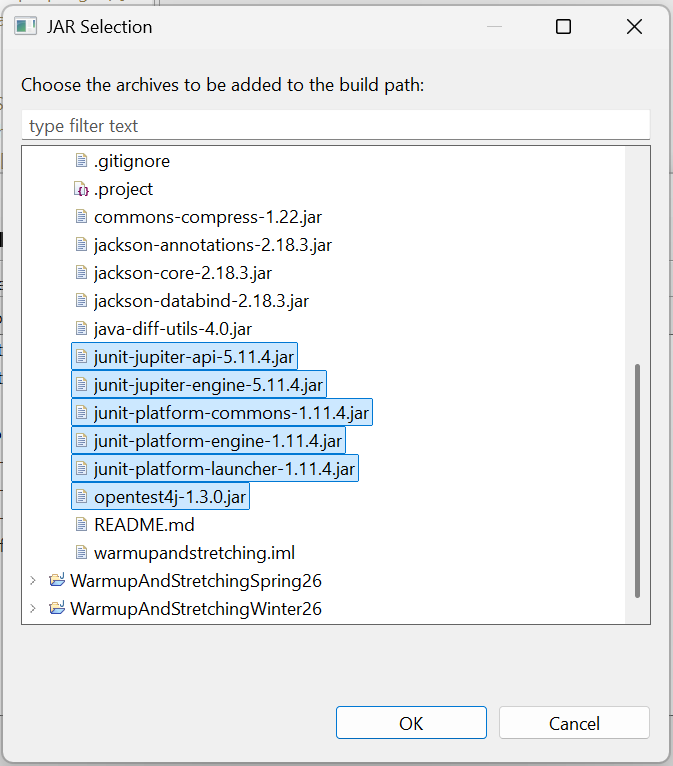 JAR Selection
Choose the archives to be added to the build path:
type filter text
.gitignore
.project
commons-compress-1.22.jar
jackson-annotations-2.18.3.jar
jackson-core-2.18.3.jar
jackson-databind-2.18.3.jar
java-diff-utils-4.0.jar
junit-jupiter-api-5.11.4.jar
junit-jupiter-engine-5.11.4.jar
junit-platform-commons-1.11.4.jar
junit-platform-engine-1.11.4.jar
junit-platform-launcher-1.11.4.jar
opentest4j-1.3.0.jar
README.md
warmupandstretching.iml
WarmupAndStretchingSpring26
WarmupAndStretchingWinter26
OK
Cancel